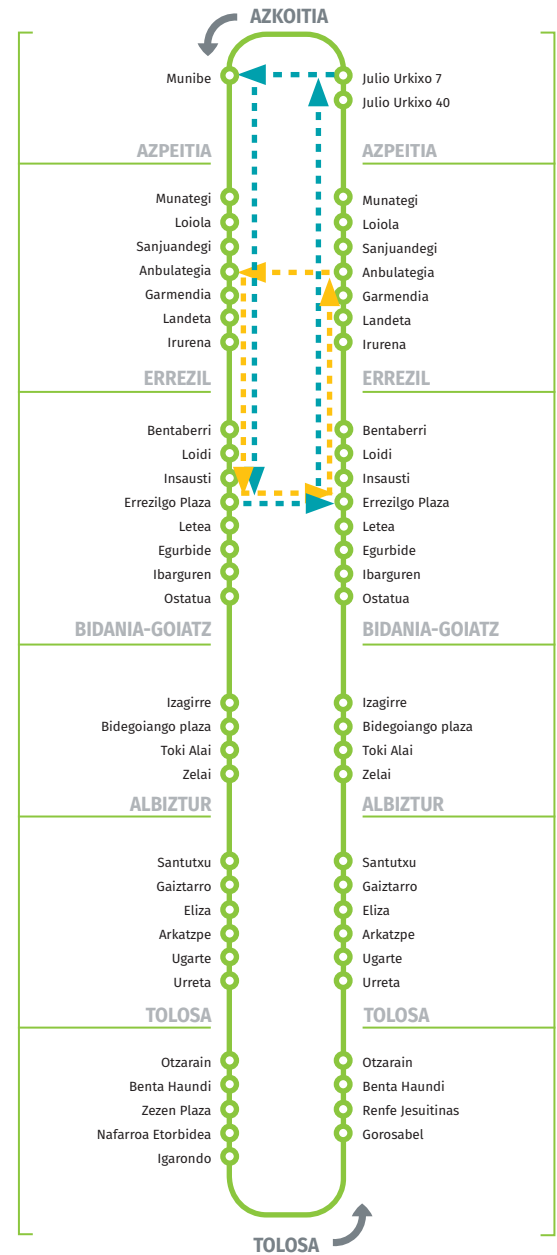 AZKOITIA
Munibe
AZPEITIA
Munategi
Loiola
Sanjuandegi
Anbulategia
Garmendia
Landeta
Irurena
ERREZIL
Bentaberri
Loidi
Insausti
Errezilgo Plaza
Letea
Egurbide
Ibarguren
Ostatua
BIDANIA-GOIATZ
Izagirre
Bidegoiango plaza
Toki Alai
Zelai
ALBIZTUR
Santutxu
Gaiztarro
Eliza
Arkatzpe
Ugarte
Urreta
TOLOSA
Otzarain
Benta Haundi
Zezen Plaza
Nafarroa Etorbidea
Igarondo
Julio Urkixo 7
Julio Urkixo 40
AZPEITIA
Munategi
Loiola
Sanjuandegi
Anbulategia
Garmendia
Landeta
Irurena
ERREZIL
Bentaberri
Loidi
Insausti
Errezilgo Plaza
Letea
Egurbide
Ibarguren
Ostatua
BIDANIA-GOIATZ
Izagirre
Bidegoiango plaza
Toki Alai
Zelai
ALBIZTUR
Santutxu
Gaiztarro
Eliza
Arkatzpe
Ugarte
Urreta
TOLOSA
Otzarain
Benta Haundi
Renfe Jesuitinas
Gorosabel
TOLOSA